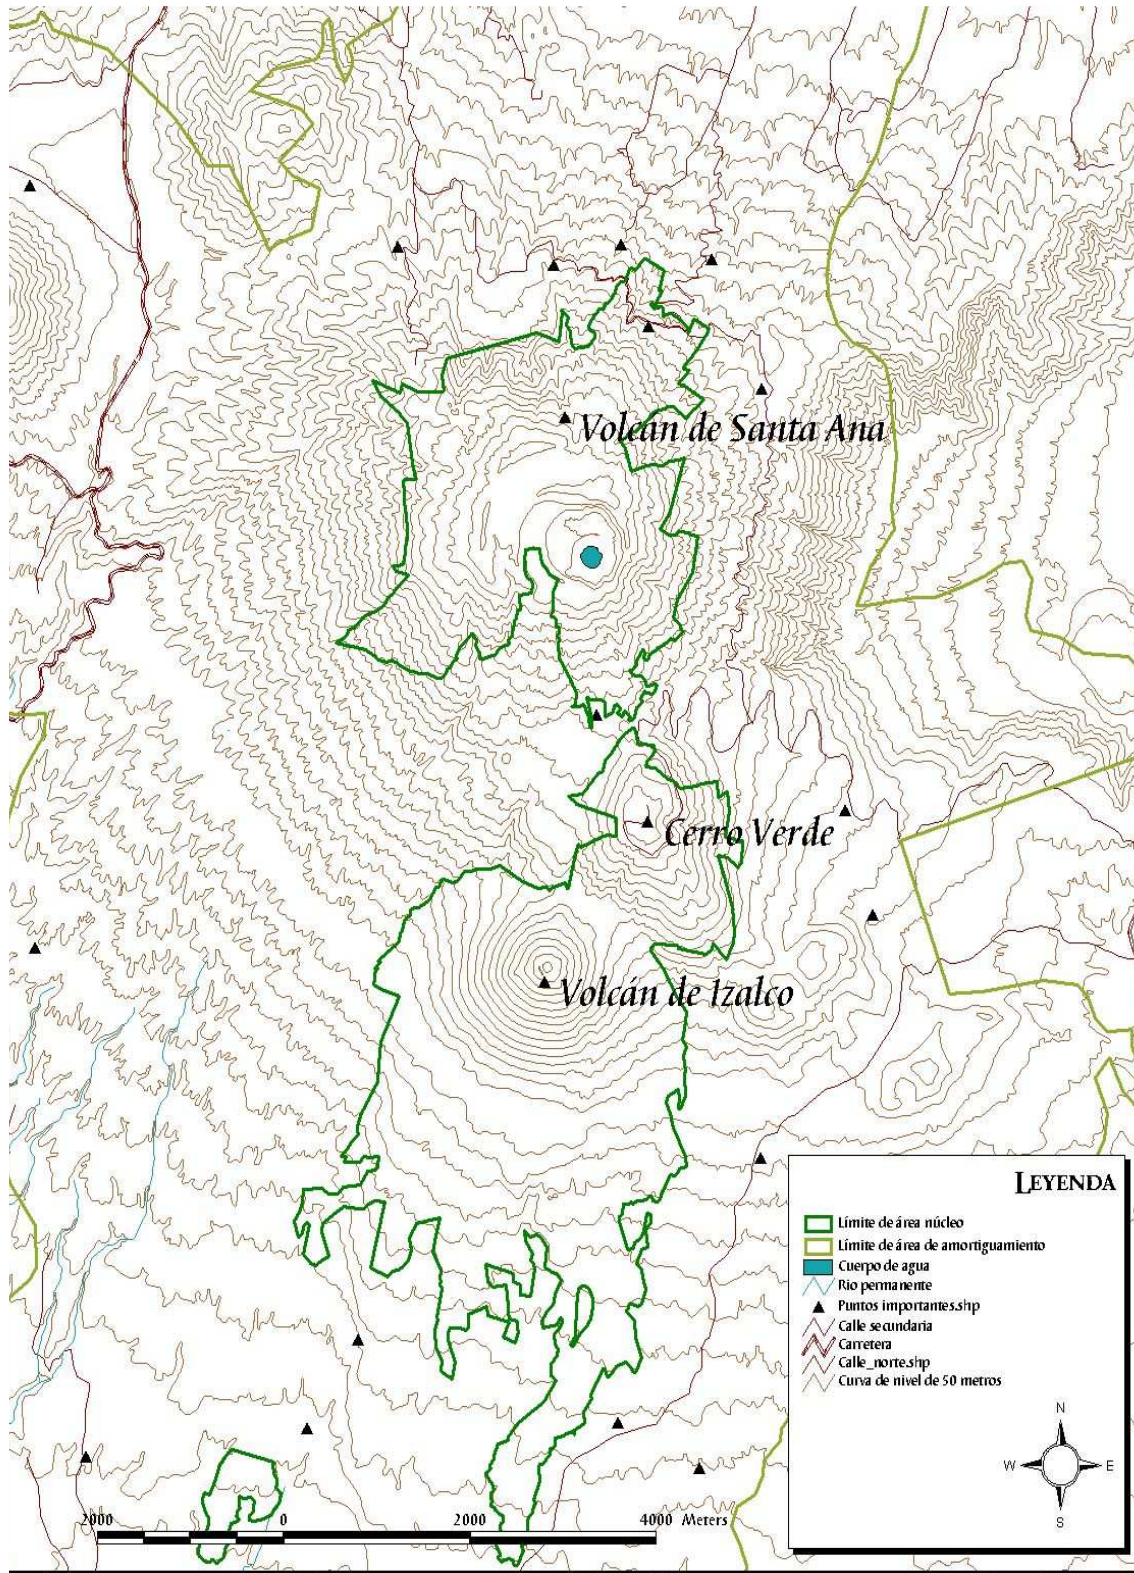 Volcán de Santa Ana
Cerro Verde
Volcán de Izalco
LEYENDA
Límite de área núcleo
Límite de área de amortiguamiento
Cuerpo de agua
Rio permanente
Puntos importantes.shp
Calle secundaria
Carretera
Calle_norte.shp
Curva de nivel de 50 metros
N
W E
S
2000 0 2000 4000 Meters